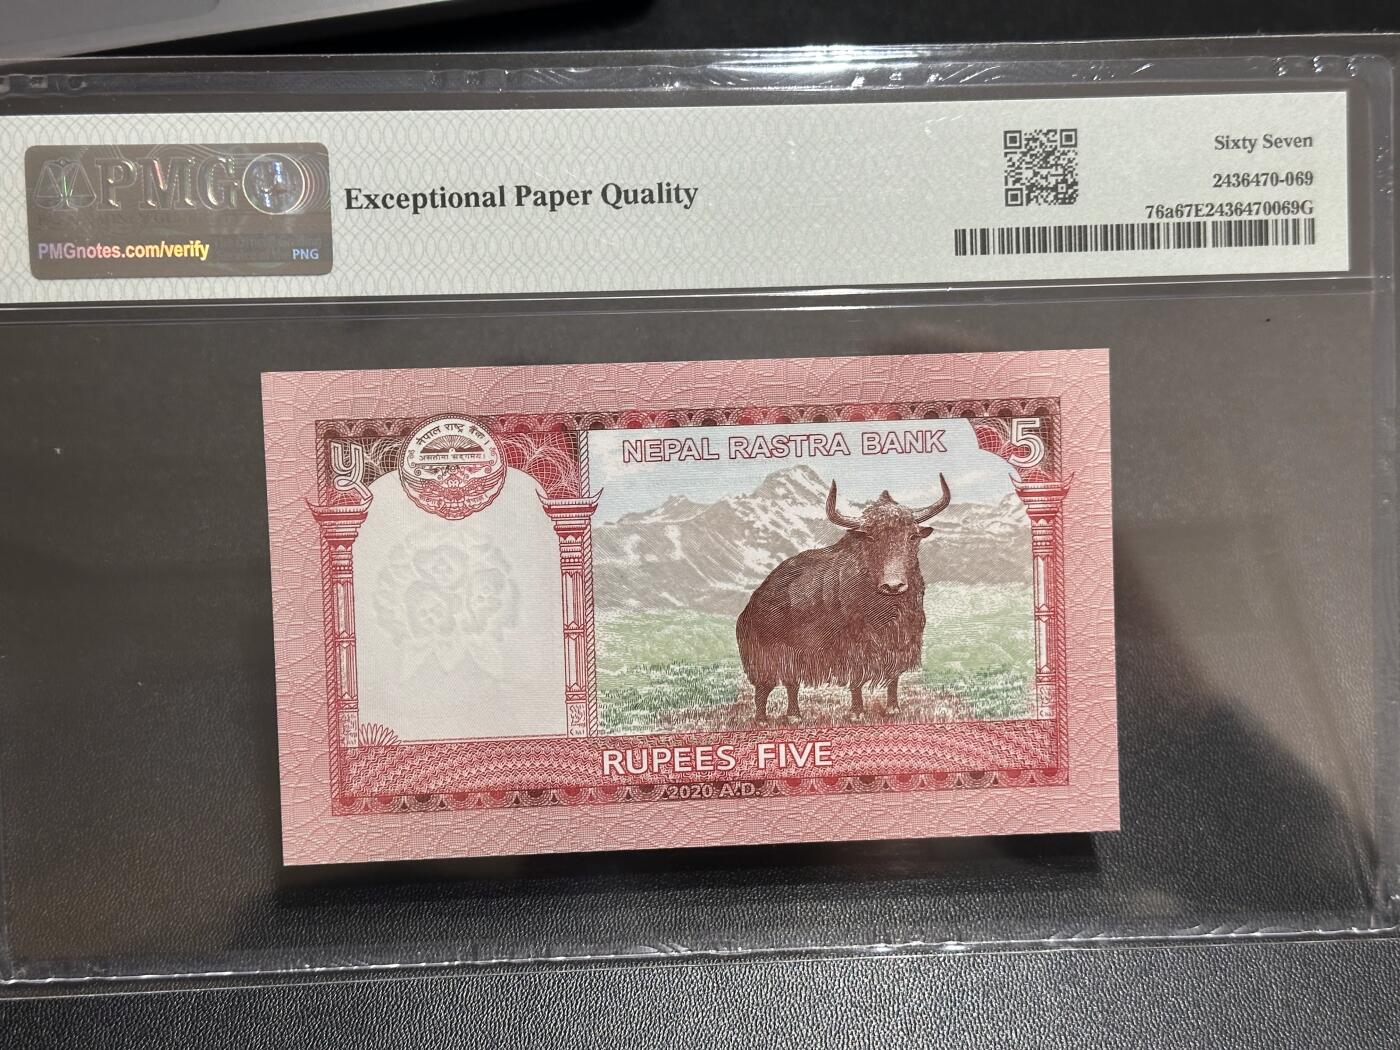 PMG
PMGnotes.com/verify
PNG
Exceptional Paper Quality
Sixty Seven
2436470-069
76a67E2436470069G
५
नेपाल राष्ट्र बैंक
NEPAL RASTRA BANK
5
RUPEES FIVE
2020 A.D.